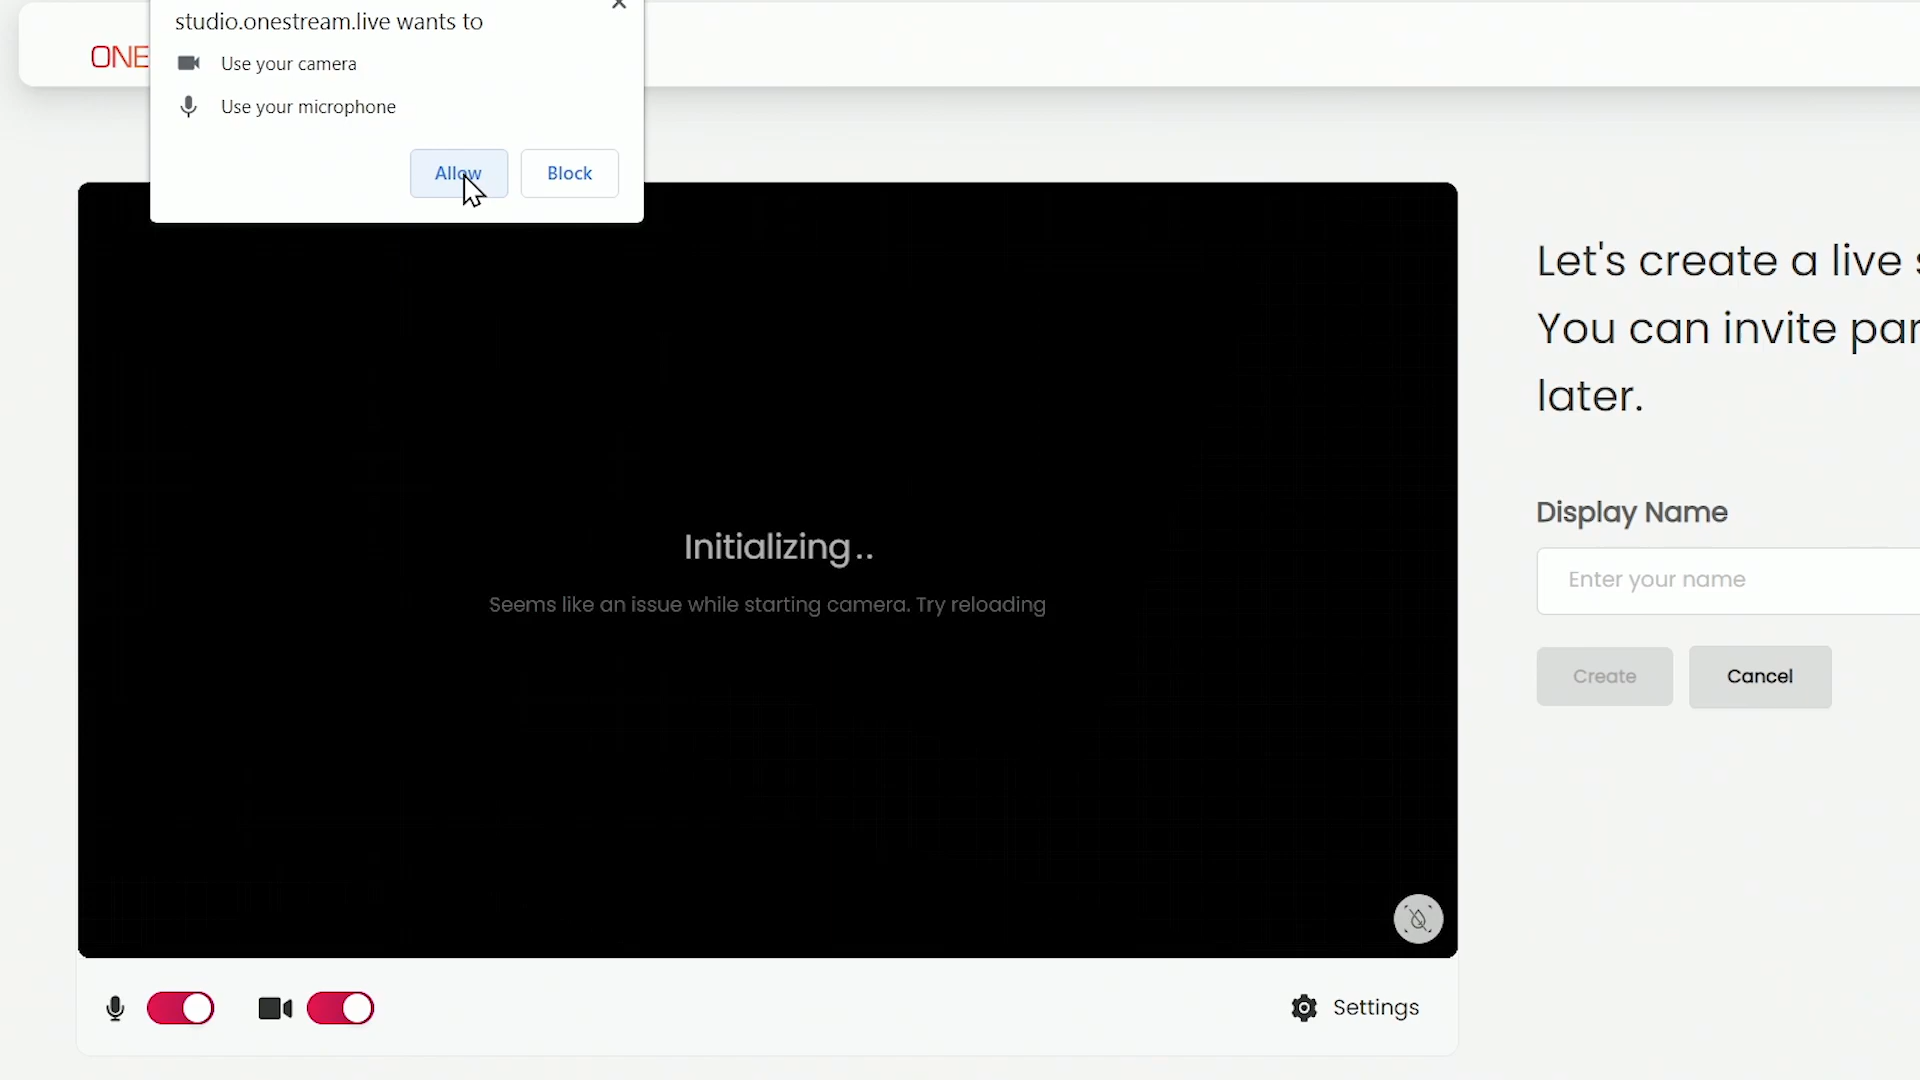 studio.onestream.live wants to
Use your camera
Use your microphone
Allow
Block
ONE
Initializing..
Seems like an issue while starting camera. Try reloading
Settings
Let's create a live
You can invite par
later.
Display Name
Enter your name
Create
Cancel